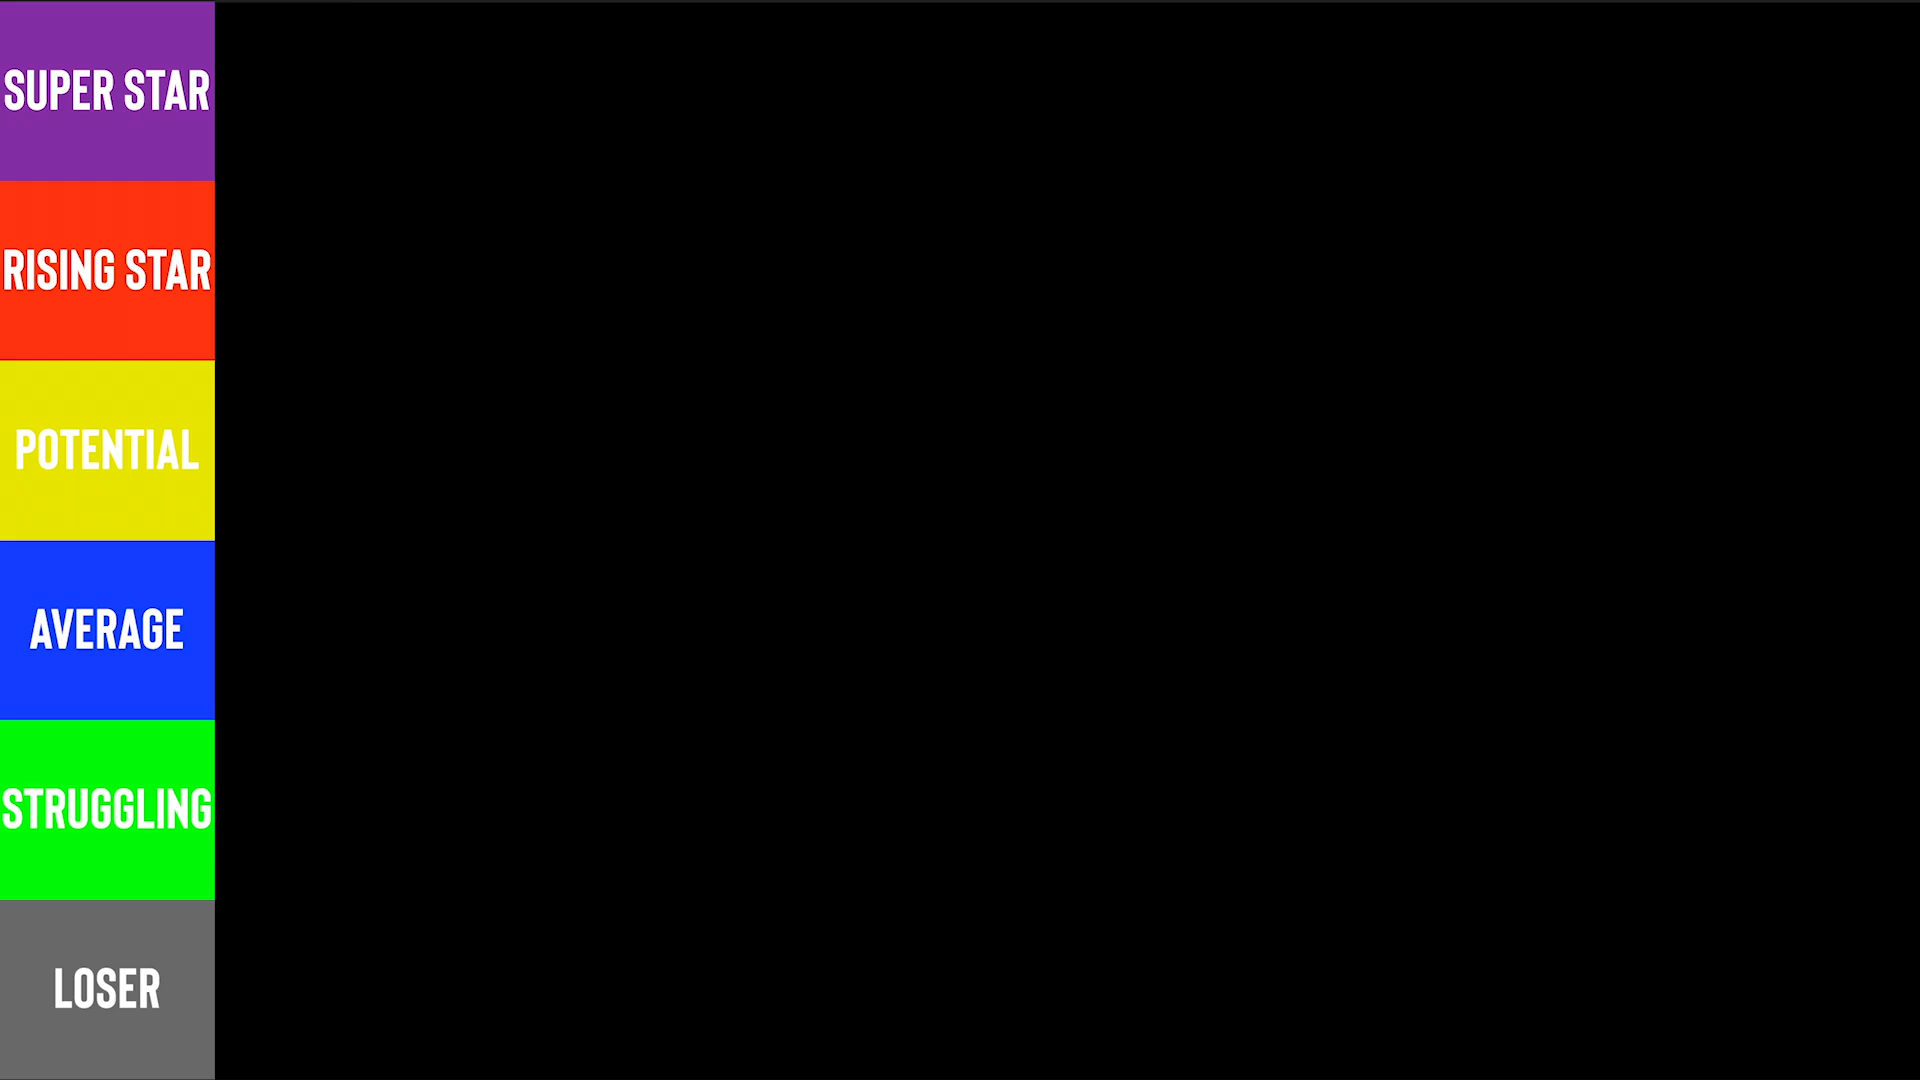 SUPER STAR
RISING STAR
POTENTIAL
AVERAGE
STRUGGLING
LOSER